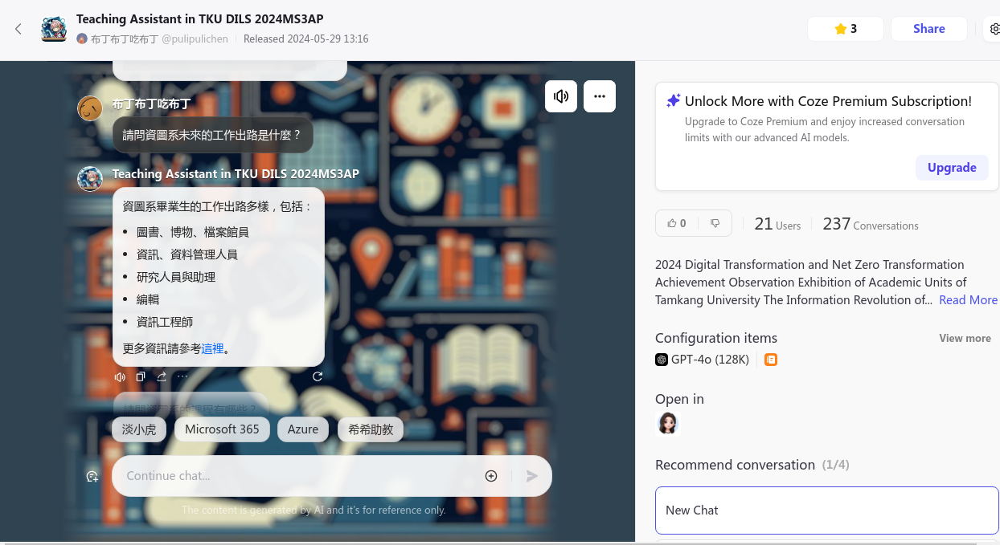 Teaching Assistant in TKU DILS 2024MS3AP
布丁布丁吃布丁 @pulipulichen Released 2024-05-29 13:16
3
Share
布丁布丁吃布丁
請問資圖系未來的工作出路是什麼？
Teaching Assistant in TKU DILS 2024MS3AP
資圖系畢業生的工作出路多樣，包括：
圖書、博物、檔案館員
資訊、資料管理人員
研究人員與助理
編輯
資訊工程師
更多資訊請參考這裡。
淡小虎
Microsoft 365
Azure
希希助教
Continue chat...
The content is generated by AI and it's for reference only.
Unlock More with Coze Premium Subscription!
Upgrade to Coze Premium and enjoy increased conversation
limits with our advanced AI models.
Upgrade
0
21 Users
237 Conversations
2024 Digital Transformation and Net Zero Transformation
Achievement Observation Exhibition of Academic Units of
Tamkang University The Information Revolution of... Read More
Configuration items
View more
GPT-4o (128K)
Open in
Recommend conversation (1/4)
New Chat